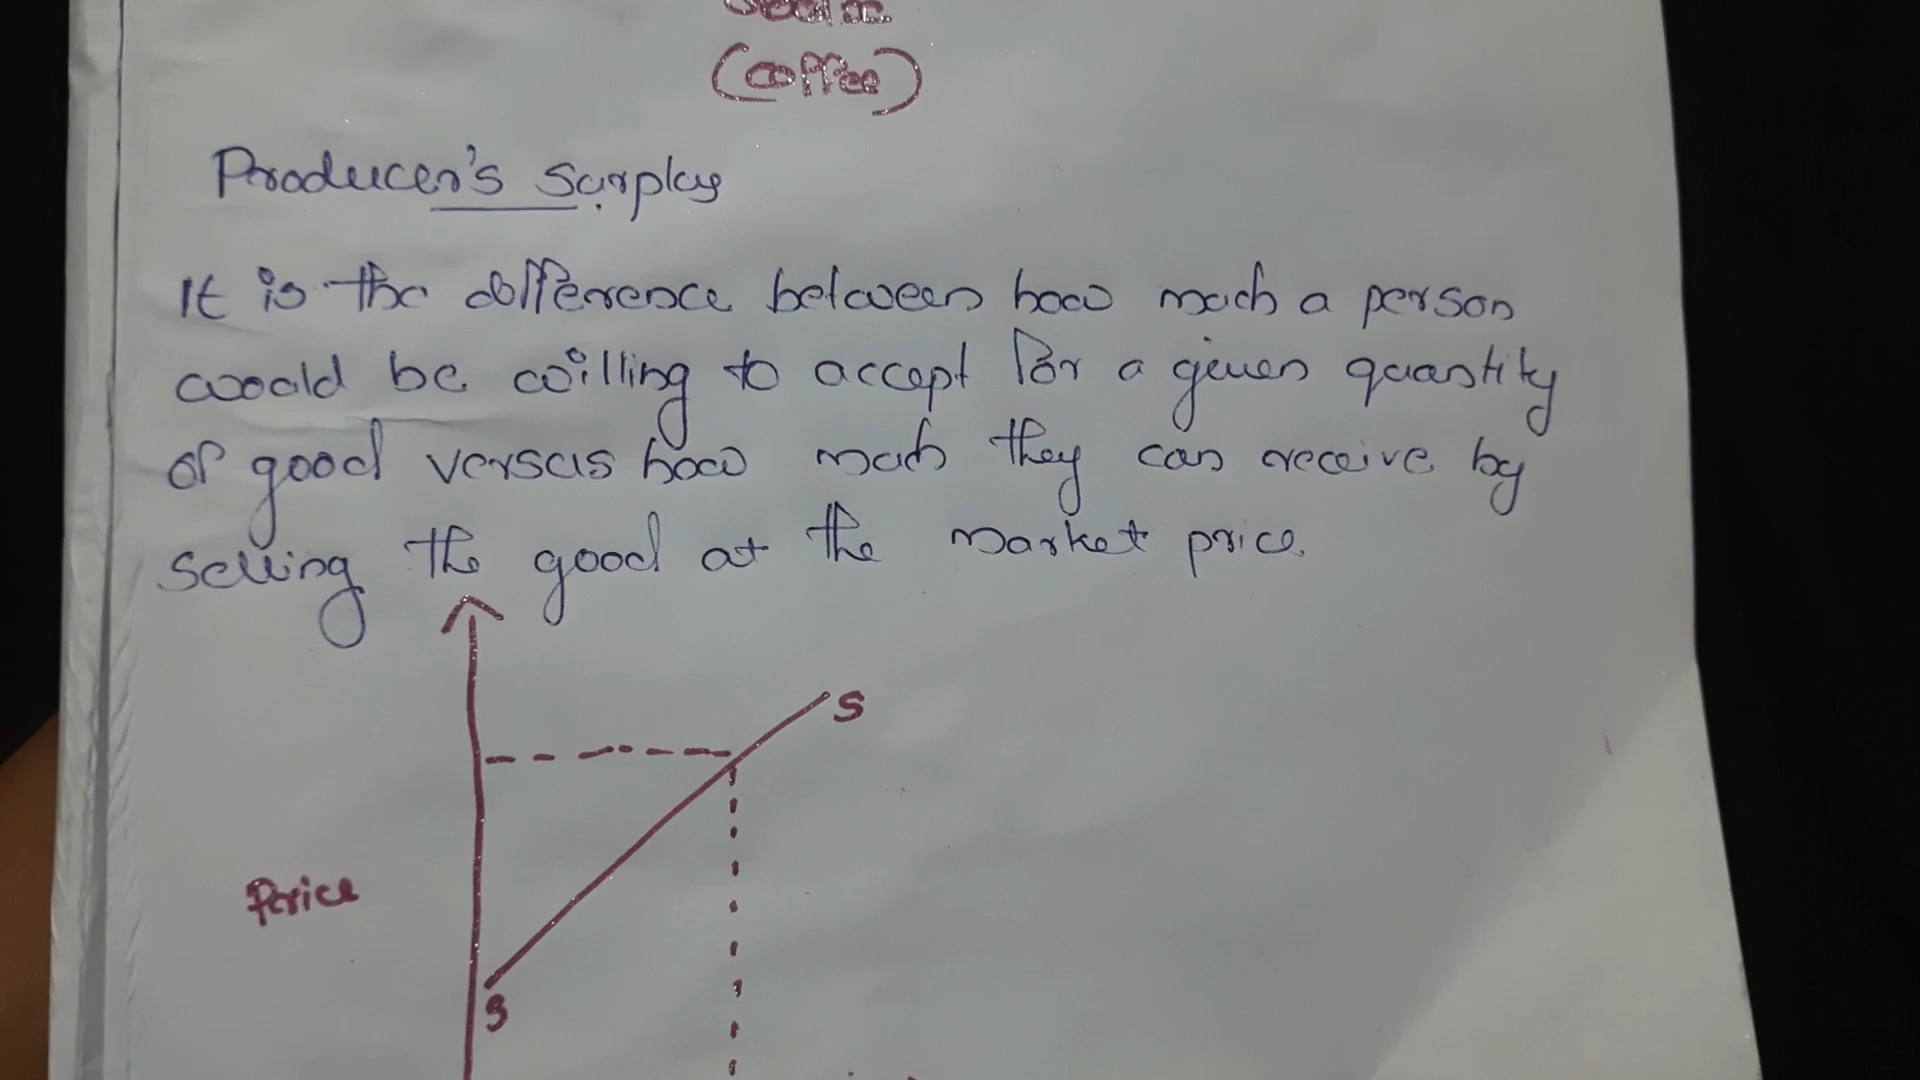 (coffee)
Producer's Surplus
It is the difference between how much a person
would be willing to accept for a given quantity
of good versus how much they can receive by
selling the good at the market price.
S
Price
S